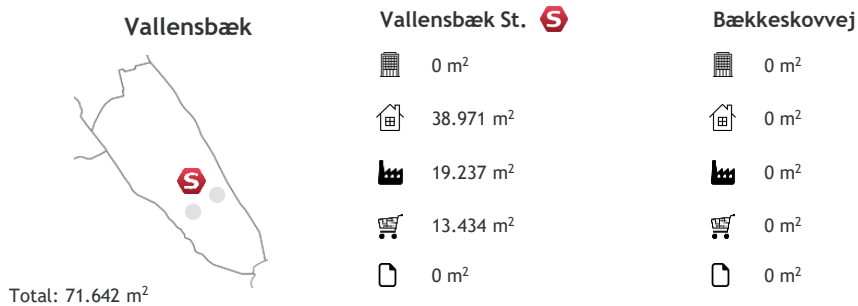 Vallensbæk
Total: 71.642 m²
Vallensbæk St. S
0 m²
38.971 m²
19.237 m²
13.434 m²
0 m²
Bækkeskovvej
0 m²
0 m²
0 m²
0 m²
0 m²
S